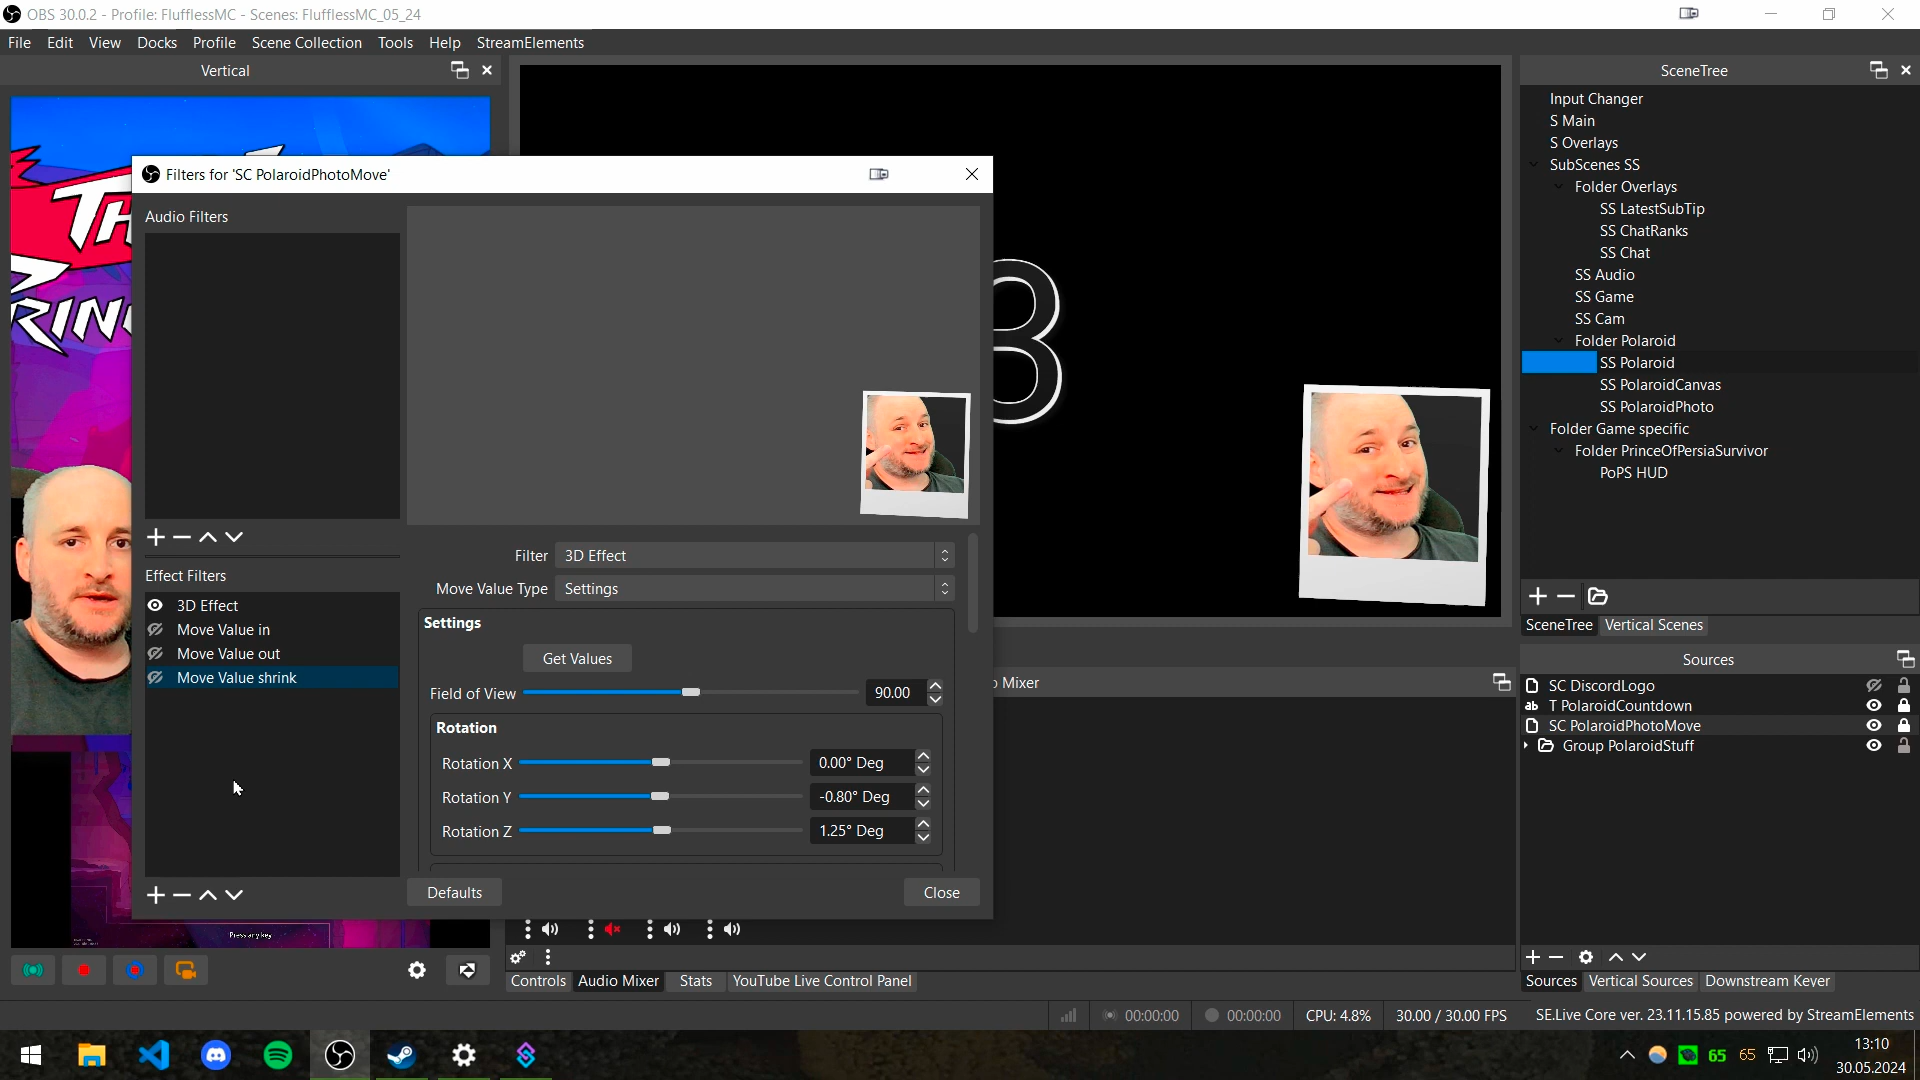 OBS 30.0.2 - Profile: FlufflessMC - Scenes: FlufflessMC_05_24
File Edit View Docks Profile Scene Collection Tools Help StreamElements
Vertical
SceneTree
Input Changer
S Main
S Overlays
SubScenes SS
Folder Overlays
SS LatestSubTip
SS ChatRanks
SS Chat
SS Audio
SS Game
SS Cam
Folder Polaroid
SS Polaroid
SS PolaroidCanvas
SS PolaroidPhoto
Folder Game specific
Folder PrinceOfPersiaSurvivor
PoPS HUD
SceneTree Vertical Scenes
Filters for 'SC PolaroidPhotoMove'
Audio Filters
Effect Filters
3D Effect
Move Value in
Move Value out
Move Value shrink
Filter 3D Effect
Move Value Type Settings
Settings
Get Values
Field of View 90.00
Rotation
Rotation X 0.00° Deg
Rotation Y -0.80° Deg
Rotation Z 1.25° Deg
Defaults
Close
3
o Mixer
Sources
SC DiscordLogo
ab T PolaroidCountdown
SC PolaroidPhotoMove
Group PolaroidStuff
Press any key
Controls Audio Mixer Stats YouTube Live Control Panel
Sources Vertical Sources Downstream Keyer
00:00:00 00:00:00 CPU: 4.8% 30.00 / 30.00 FPS SE.Live Core ver. 23.11.15.85 powered by StreamElements
65 65
13:10
30.05.2024